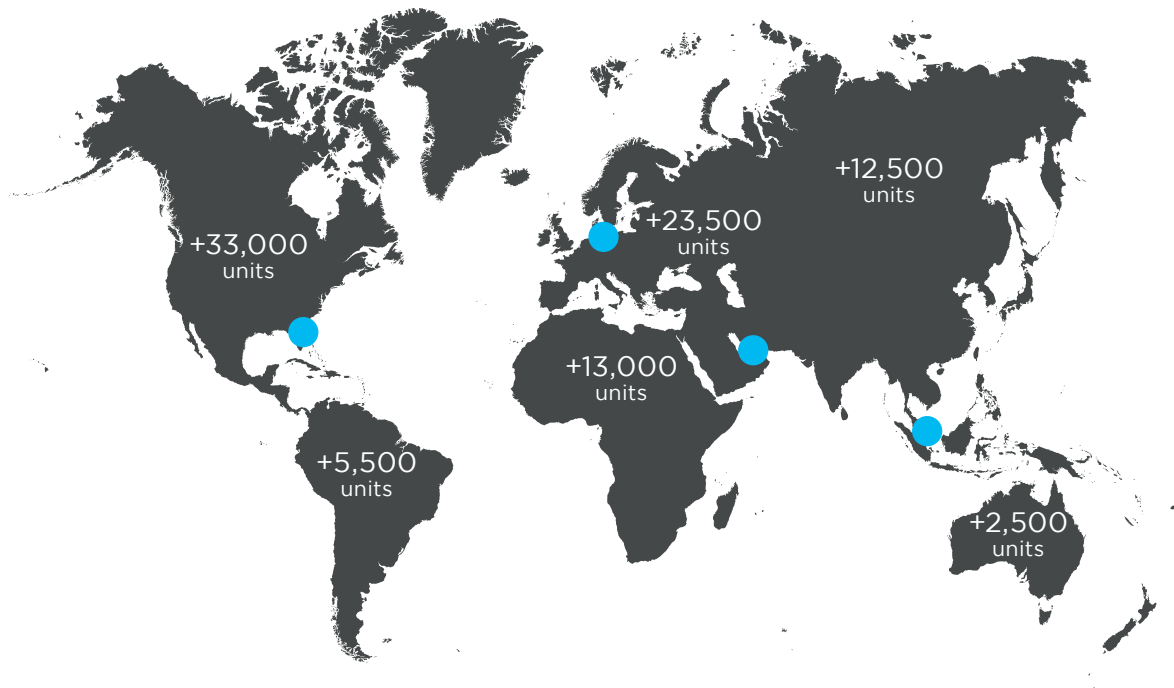 +12,500
units
+23,500
units
+33,000
units
+13,000
units
+5,500
units
+2,500
units